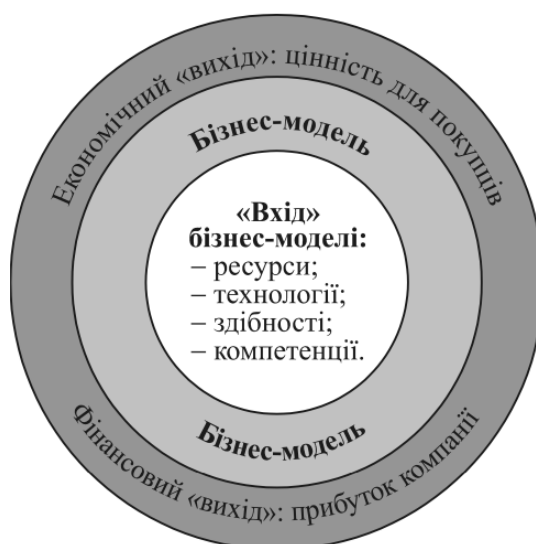 Економічний «вихід»: цінність для покупців
Бізнес-модель
«Вхід»
бізнес-моделі:
– ресурси;
– технології;
– здібності;
– компетенції.
Бізнес-модель
Фінансовий «вихід»: прибуток компанії